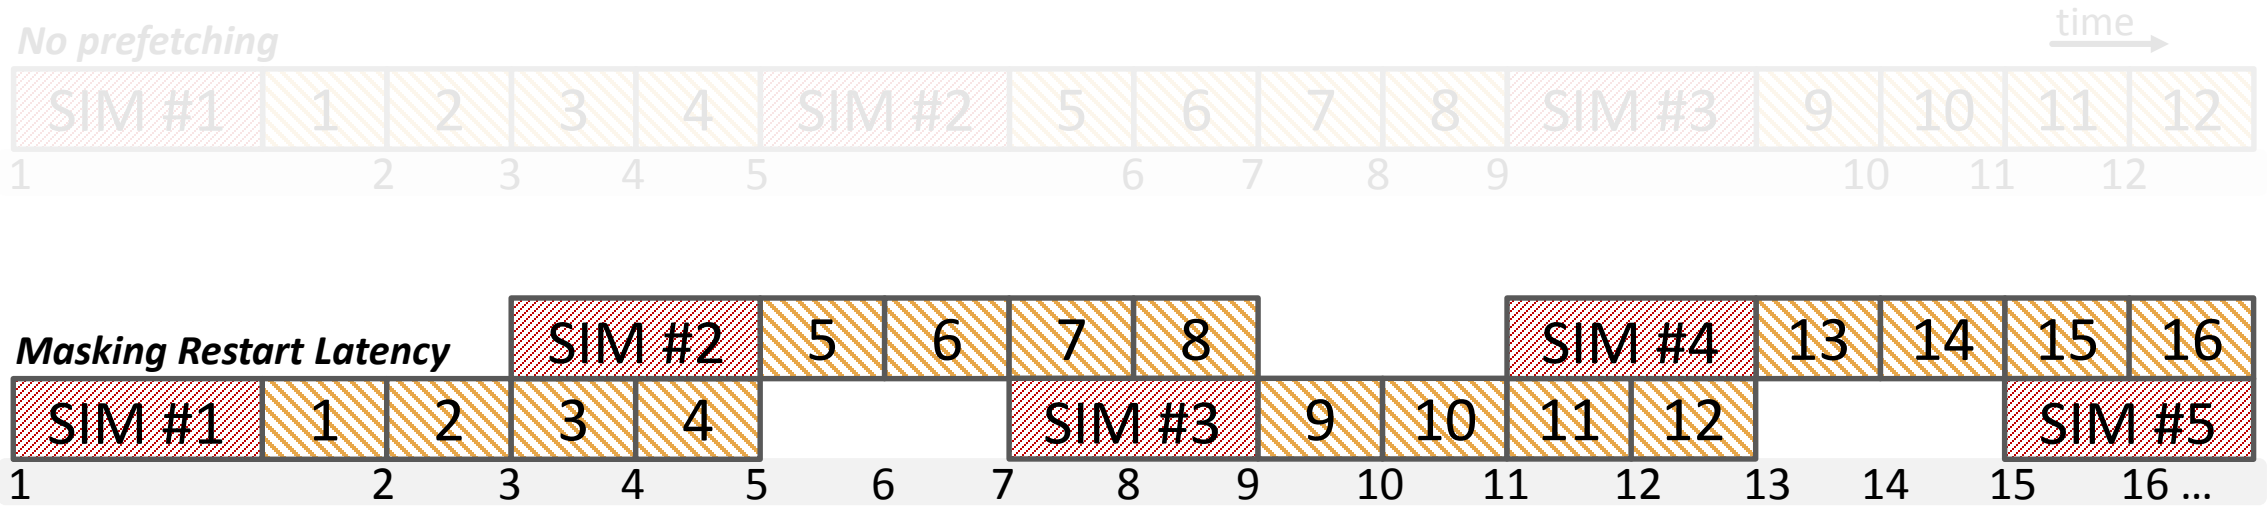 No prefetching
time
SIM #1 1 2 3 4 SIM #2 5 6 7 8 SIM #3 9 10 11 12
1 2 3 4 5 6 7 8 9 10 11 12
SIM #2 5 6 7 8 SIM #4 13 14 15 16
Masking Restart Latency
SIM #1 1 2 3 4 SIM #3 9 10 11 12 SIM #5
1 2 3 4 5 6 7 8 9 10 11 12 13 14 15 16 ...